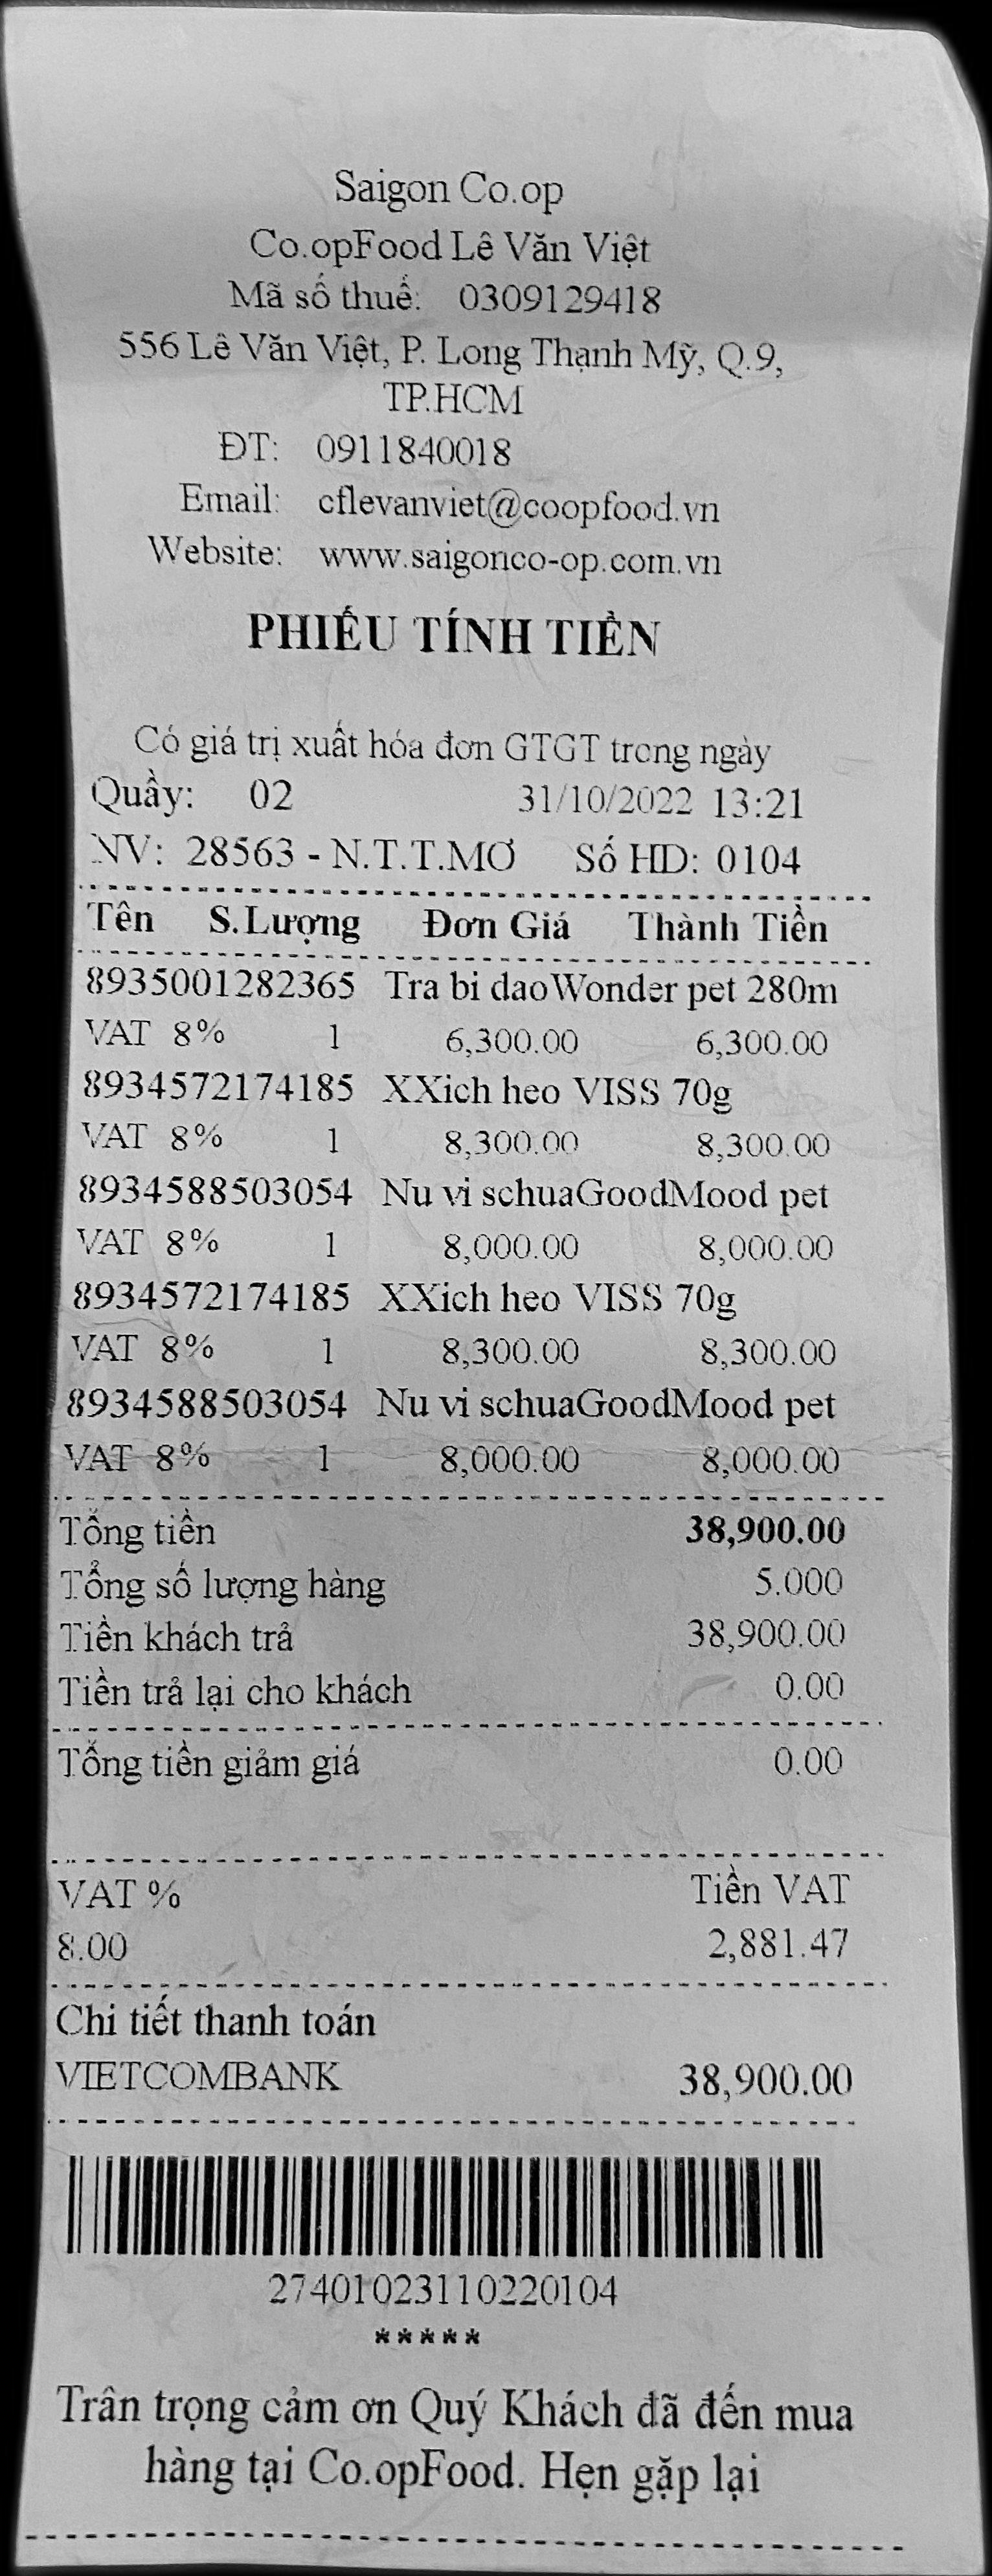 Saigon Co.op
Co.opFood Lê Văn Việt
Mã số thuế: 0309129418
556 Lê Văn Việt, P. Long Thạnh Mỹ, Q.9,
TP.HCM
ĐT: 0911840018
Email: cflevanviet@coopfood.vn
Website: www.saigonco-op.com.vn
PHIẾU TÍNH TIỀN
Có giá trị xuất hóa đơn GTGT trong ngày
Quầy: 02 31/10/2022 13:21
NV: 28563 - N.T.T.MƠ Số HD: 0104
Tên S.Lượng Đơn Giá Thành Tiền
8935001282365 Tra bi daoWonder pet 280m
VAT 8% 1 6,300.00 6,300.00
8934572174185 XXich heo VISS 70g
VAT 8% 1 8,300.00 8,300.00
8934588503054 Nu vi schuaGoodMood pet
VAT 8% 1 8,000.00 8,000.00
8934572174185 XXich heo VISS 70g
VAT 8% 1 8,300.00 8,300.00
8934588503054 Nu vi schuaGoodMood pet
VAT 8% 1 8,000.00 8,000.00
Tổng tiền 38,900.00
Tổng số lượng hàng 5.000
Tiền khách trả 38,900.00
Tiền trả lại cho khách 0.00
Tổng tiền giảm giá 0.00
VAT % Tiền VAT
8.00 2,881.47
Chi tiết thanh toán
VIETCOMBANK 38,900.00
27401023110220104
*****
Trân trọng cảm ơn Quý Khách đã đến mua
hàng tại Co.opFood. Hẹn gặp lại